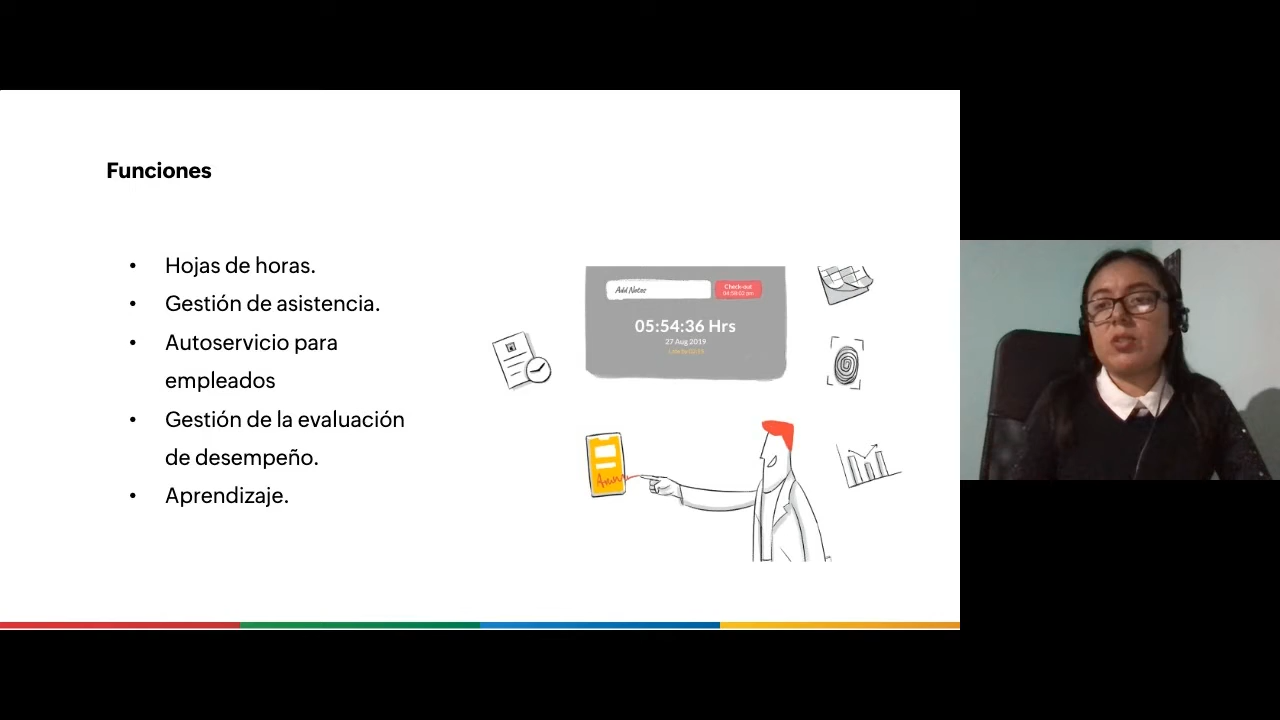 Funciones
• Hojas de horas.
• Gestión de asistencia.
• Autoservicio para
empleados
• Gestión de la evaluación
de desempeño.
• Aprendizaje.
Add Notes
Check-out
05:54:36 Hrs
27 Aug 2019